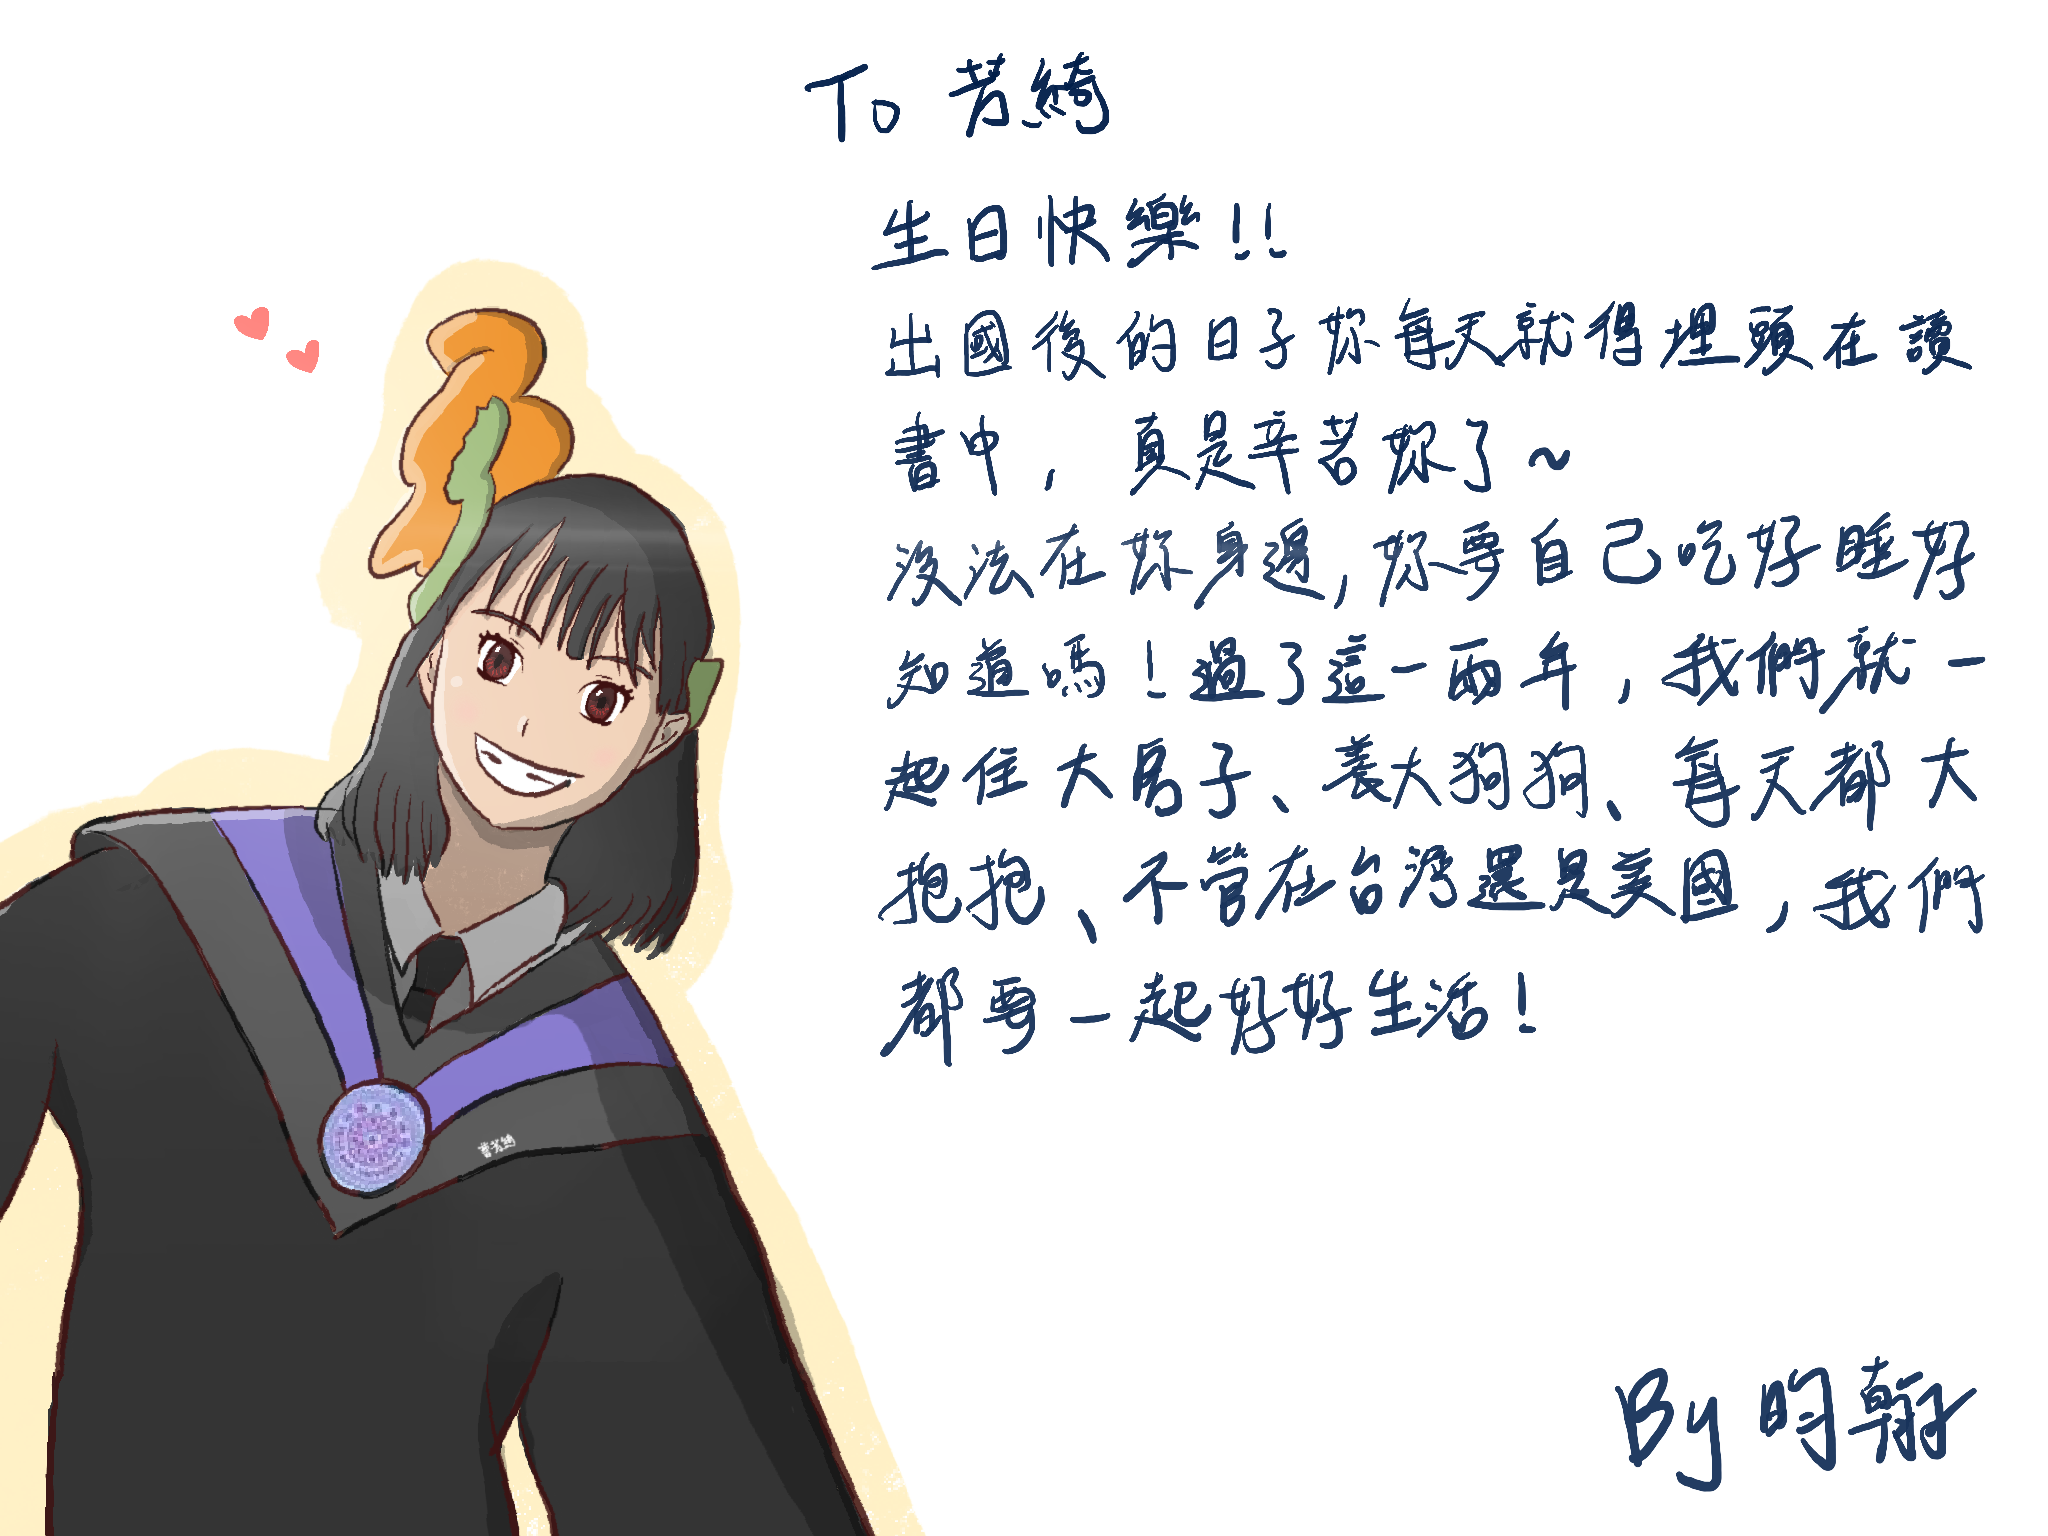 To 芳綺
生日快樂!!
出國後的日子妳每天就得埋頭在讀
書中，真是辛苦妳了~
沒法在妳身邊，妳要自己吃好睡好
知道嗎！過了這一兩年，我們就一
起住大房子、養大狗狗、每天都大
抱抱、不管在台灣還是美國，我們
都要一起好好生活！
曹芳綺
By 昀翰